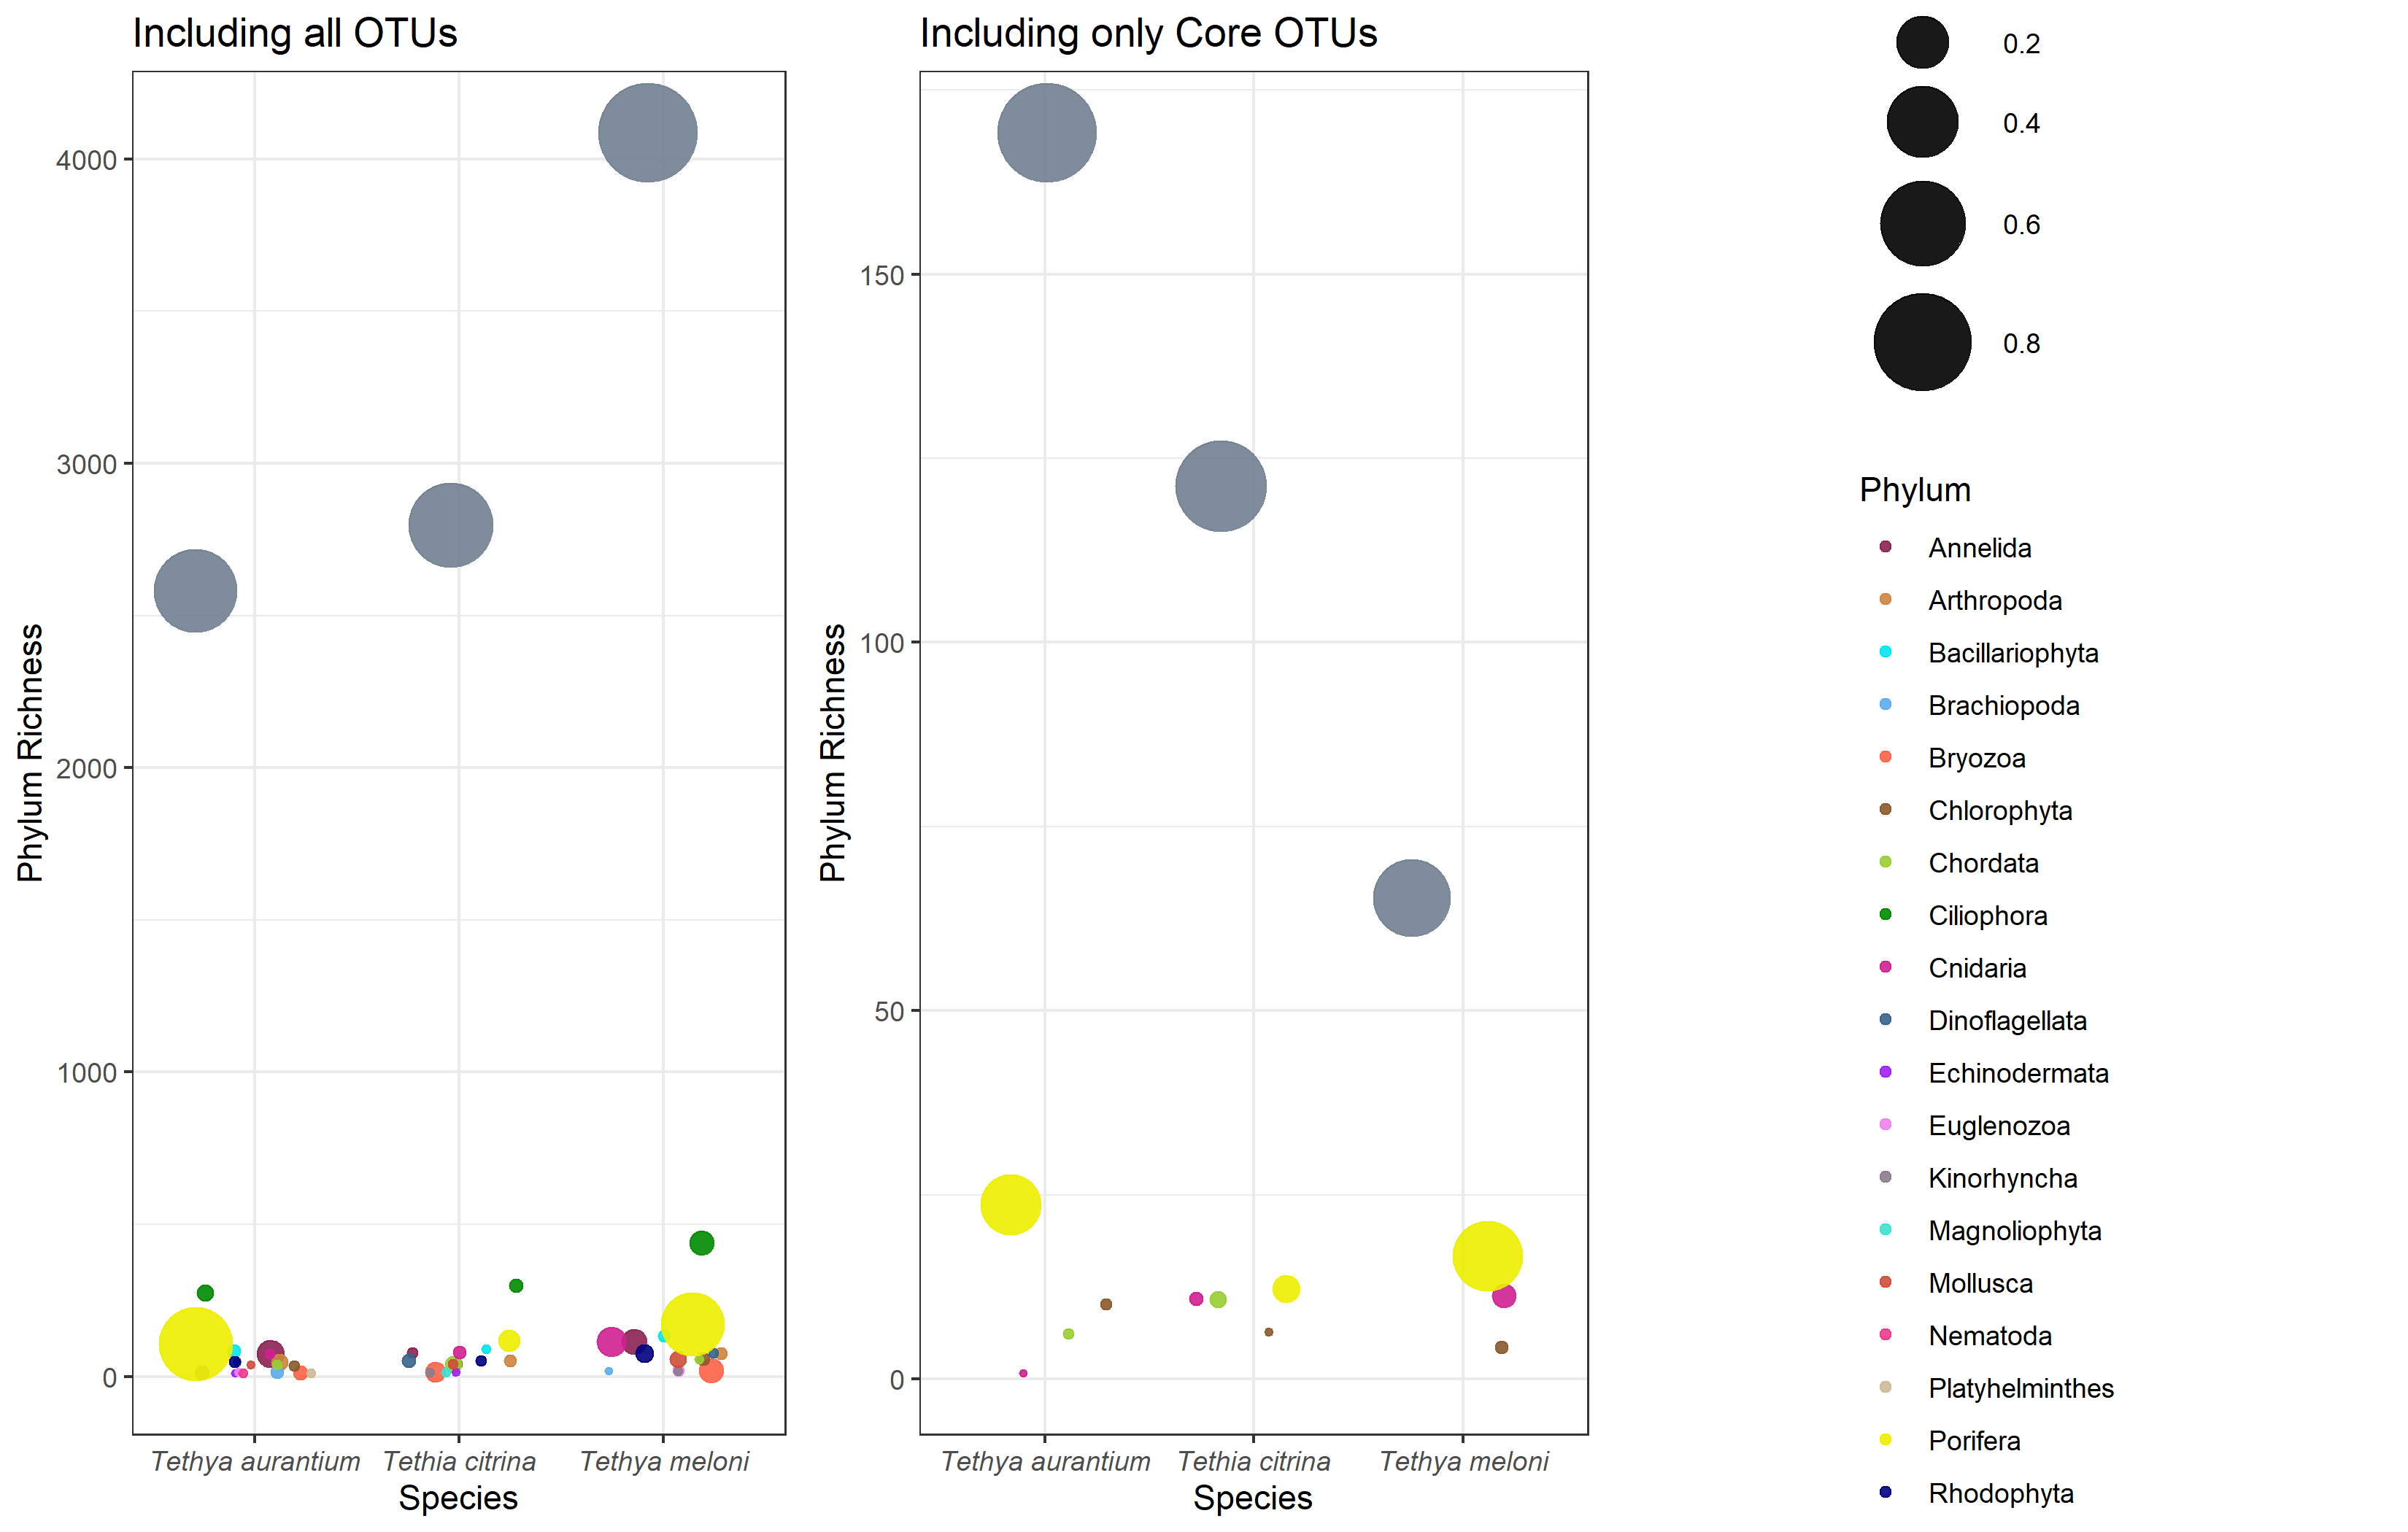 Including all OTUs
Phylum Richness
4000
3000
2000
1000
0
Tethya aurantium
Tethia citrina
Tethya meloni
Species
Including only Core OTUs
Phylum Richness
150
100
50
0
Tethya aurantium
Tethia citrina
Tethya meloni
Species
0.2
0.4
0.6
0.8
Phylum
Annelida
Arthropoda
Bacillariophyta
Brachiopoda
Bryozoa
Chlorophyta
Chordata
Ciliophora
Cnidaria
Dinoflagellata
Echinodermata
Euglenozoa
Kinorhyncha
Magnoliophyta
Mollusca
Nematoda
Platyhelminthes
Porifera
Rhodophyta